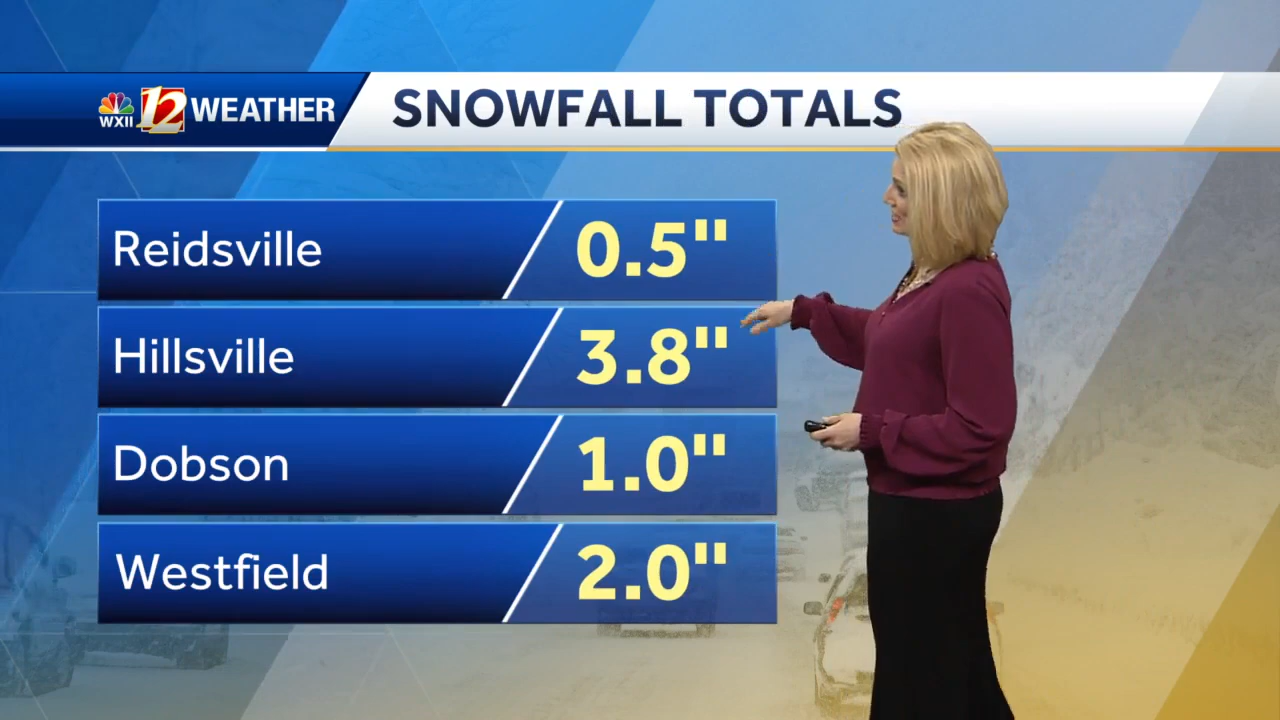 WXII 12 WEATHER
SNOWFALL TOTALS
Reidsville 0.5"
Hillsville 3.8"
Dobson 1.0"
Westfield 2.0"